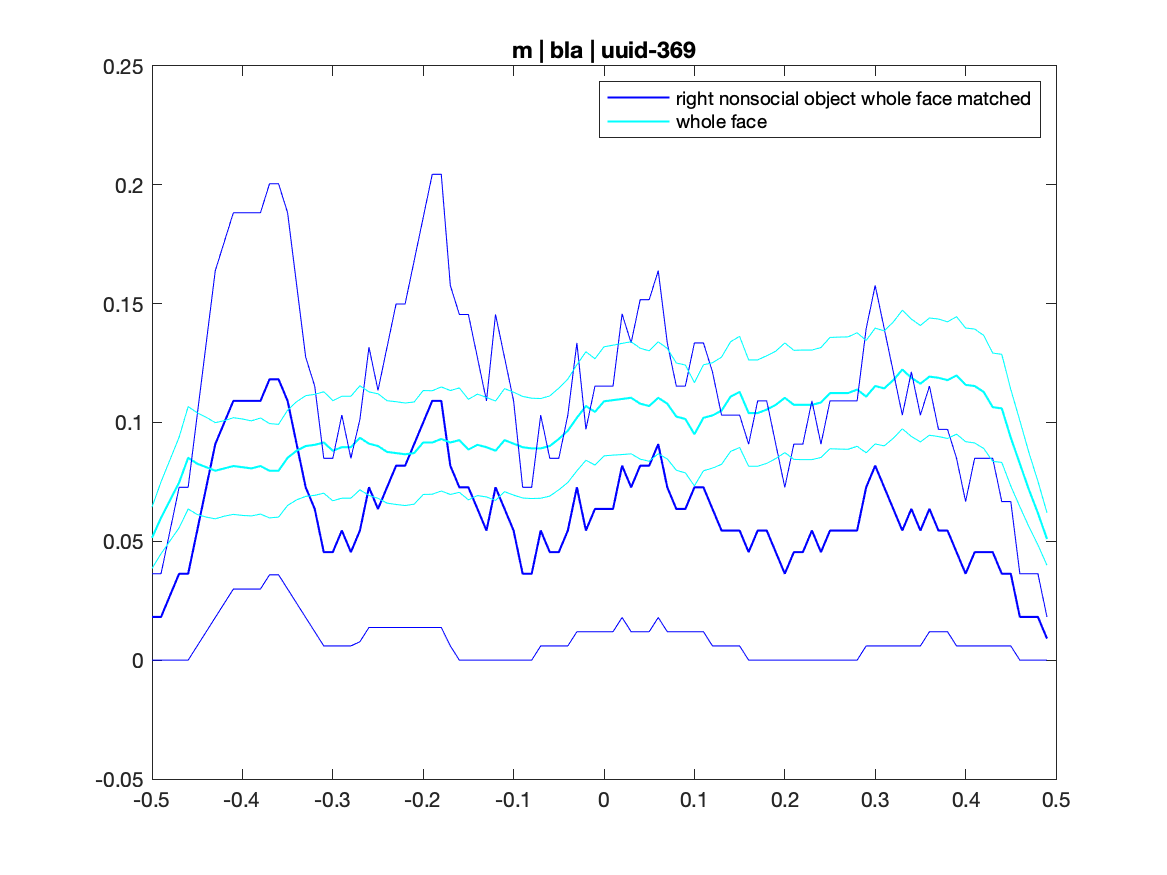 m | bla | uuid-369
0.25
right nonsocial object whole face matched
whole face
0.2
0.15
0.1
0.05
0
-0.05
-0.5 -0.4 -0.3 -0.2 -0.1 0 0.1 0.2 0.3 0.4 0.5